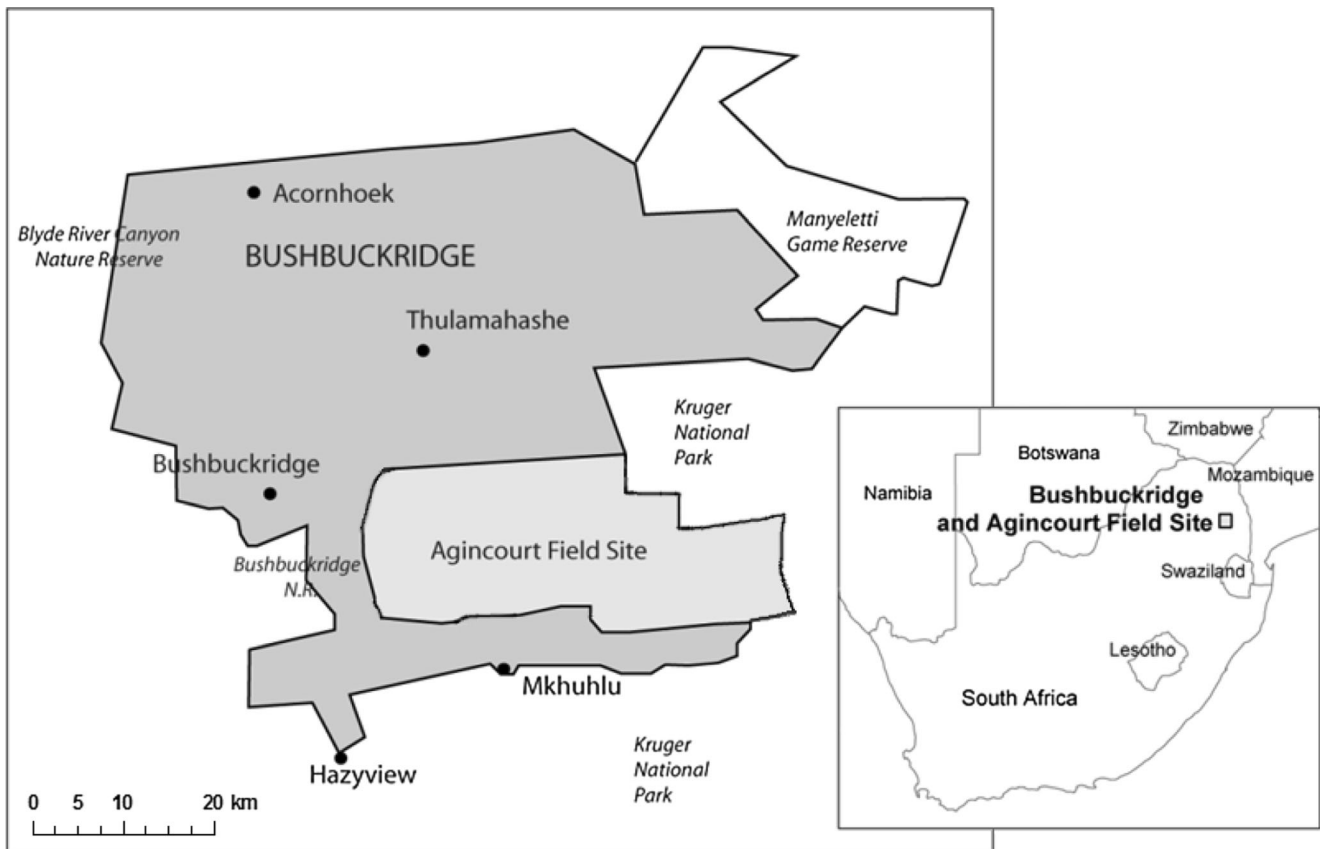 Acornhoek
Blyde River Canyon
Nature Reserve
BUSHBUCKRIDGE
Manyeletti
Game Reserve
Thulamahashe
Kruger
National
Park
Bushbuckridge
Agincourt Field Site
Bushbuckridge
N.R.
Mkhuhlu
Kruger
National
Park
Hazyview
0 5 10 20 km
Zimbabwe
Botswana
Mozambique
Namibia
Bushbuckridge
and Agincourt Field Site
Swaziland
Lesotho
South Africa